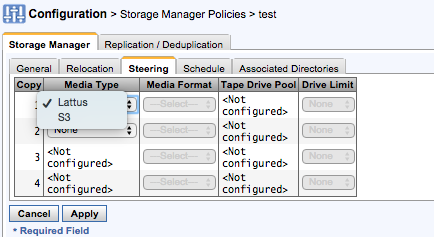 Configuration > Storage Manager Policies > test
Storage Manager Replication / Deduplication
General Relocation Steering Schedule Associated Directories
Copy Media Type Media Format Tape Drive Pool Drive Limit
1 ✓ Lattus ---Select--- <Not configured> None
S3
2 None ---Select--- <Not configured> None
3 <Not configured> ---Select--- <Not configured> None
4 <Not configured> ---Select--- <Not configured> None
Cancel Apply
* Required Field